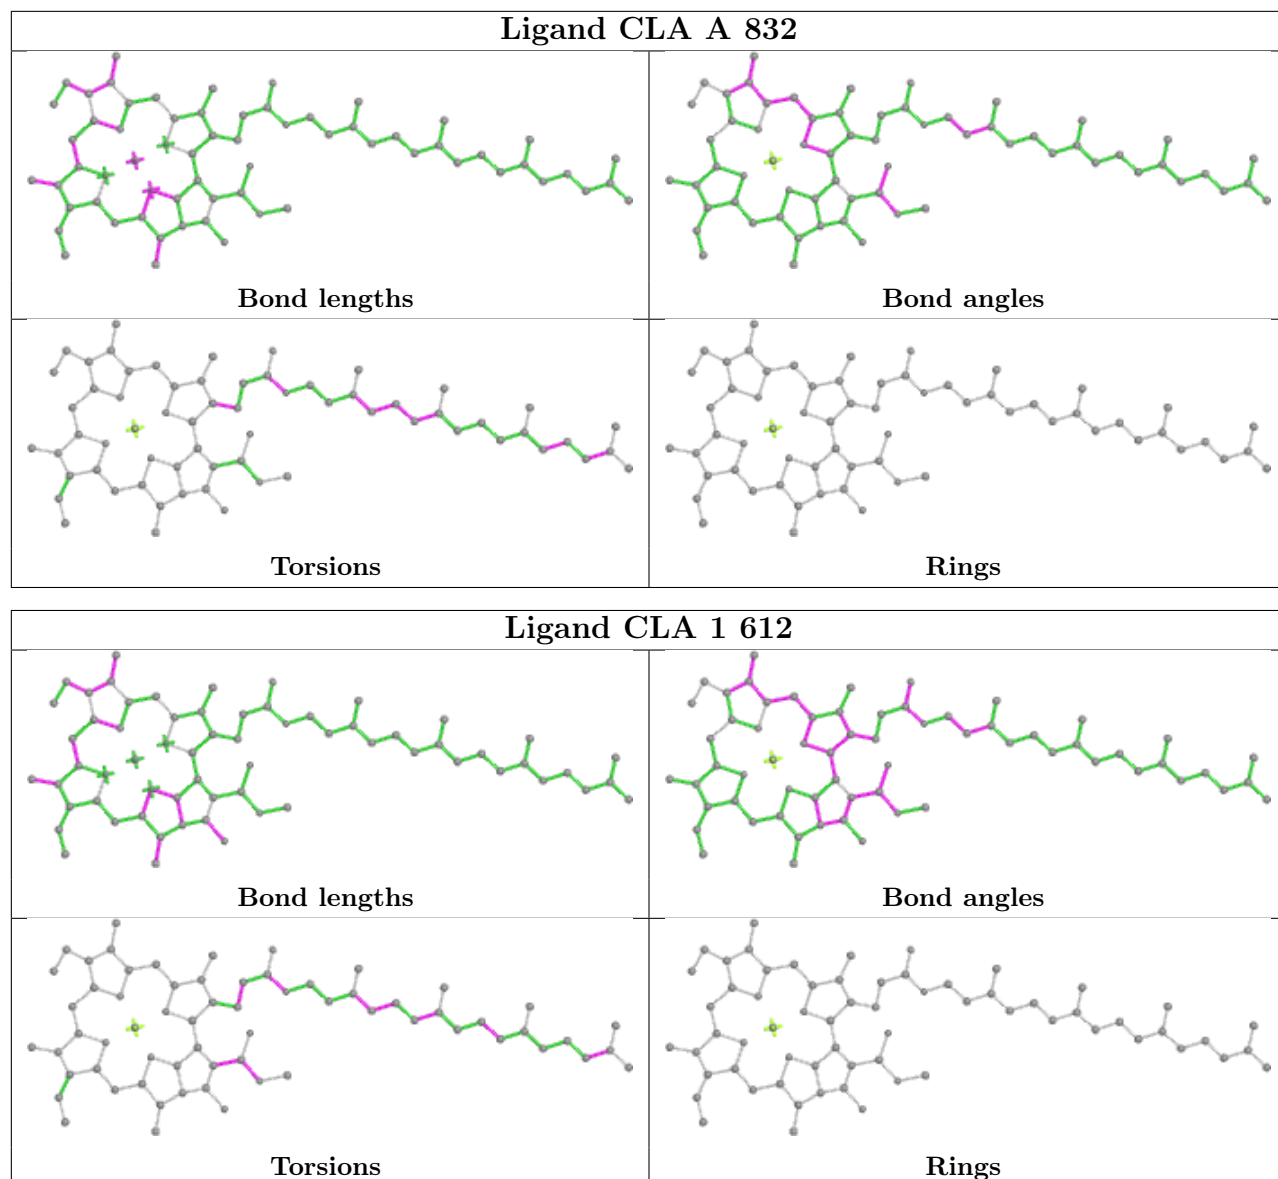 Ligand CLA A 832
Bond lengths
Bond angles
Torsions
Rings
Ligand CLA 1 612
Bond lengths
Bond angles
Torsions
Rings